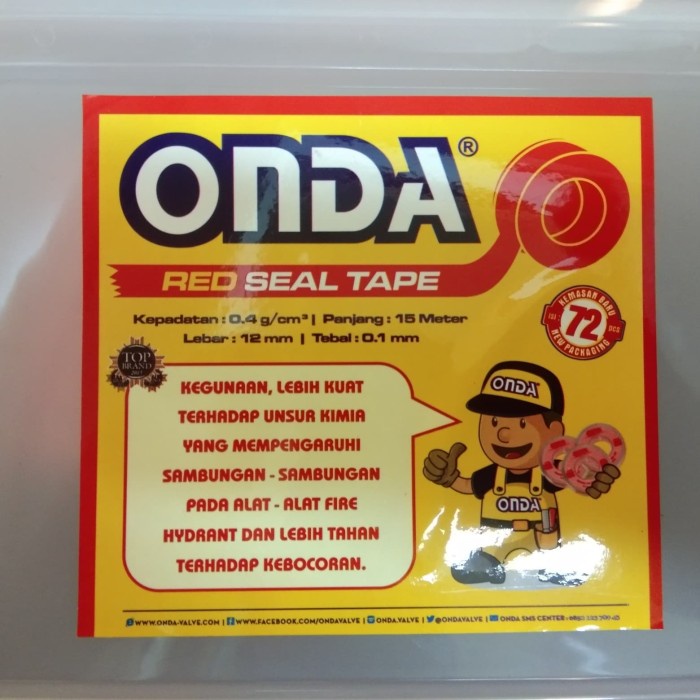 ONDA®
RED SEAL TAPE
Kepadatan : 0.4 g/cm³ | Panjang : 15 Meter
Lebar : 12 mm | Tebal : 0.1 mm
KEMASAN BARU
ISI : 72 PCS
NEW PACKAGING
TOP
BRAND
KEGUNAAN, LEBIH KUAT
TERHADAP UNSUR KIMIA
YANG MEMPENGARUHI
SAMBUNGAN - SAMBUNGAN
PADA ALAT - ALAT FIRE
HYDRANT DAN LEBIH TAHAN
TERHADAP KEBOCORAN.
ONDA
ONDA
WWW.ONDA-VALVE.COM | WWW.FACEBOOK.COM/ONDAVALVE | ONDA.VALVE | @ONDAVALVE | ONDA SMS CENTER :